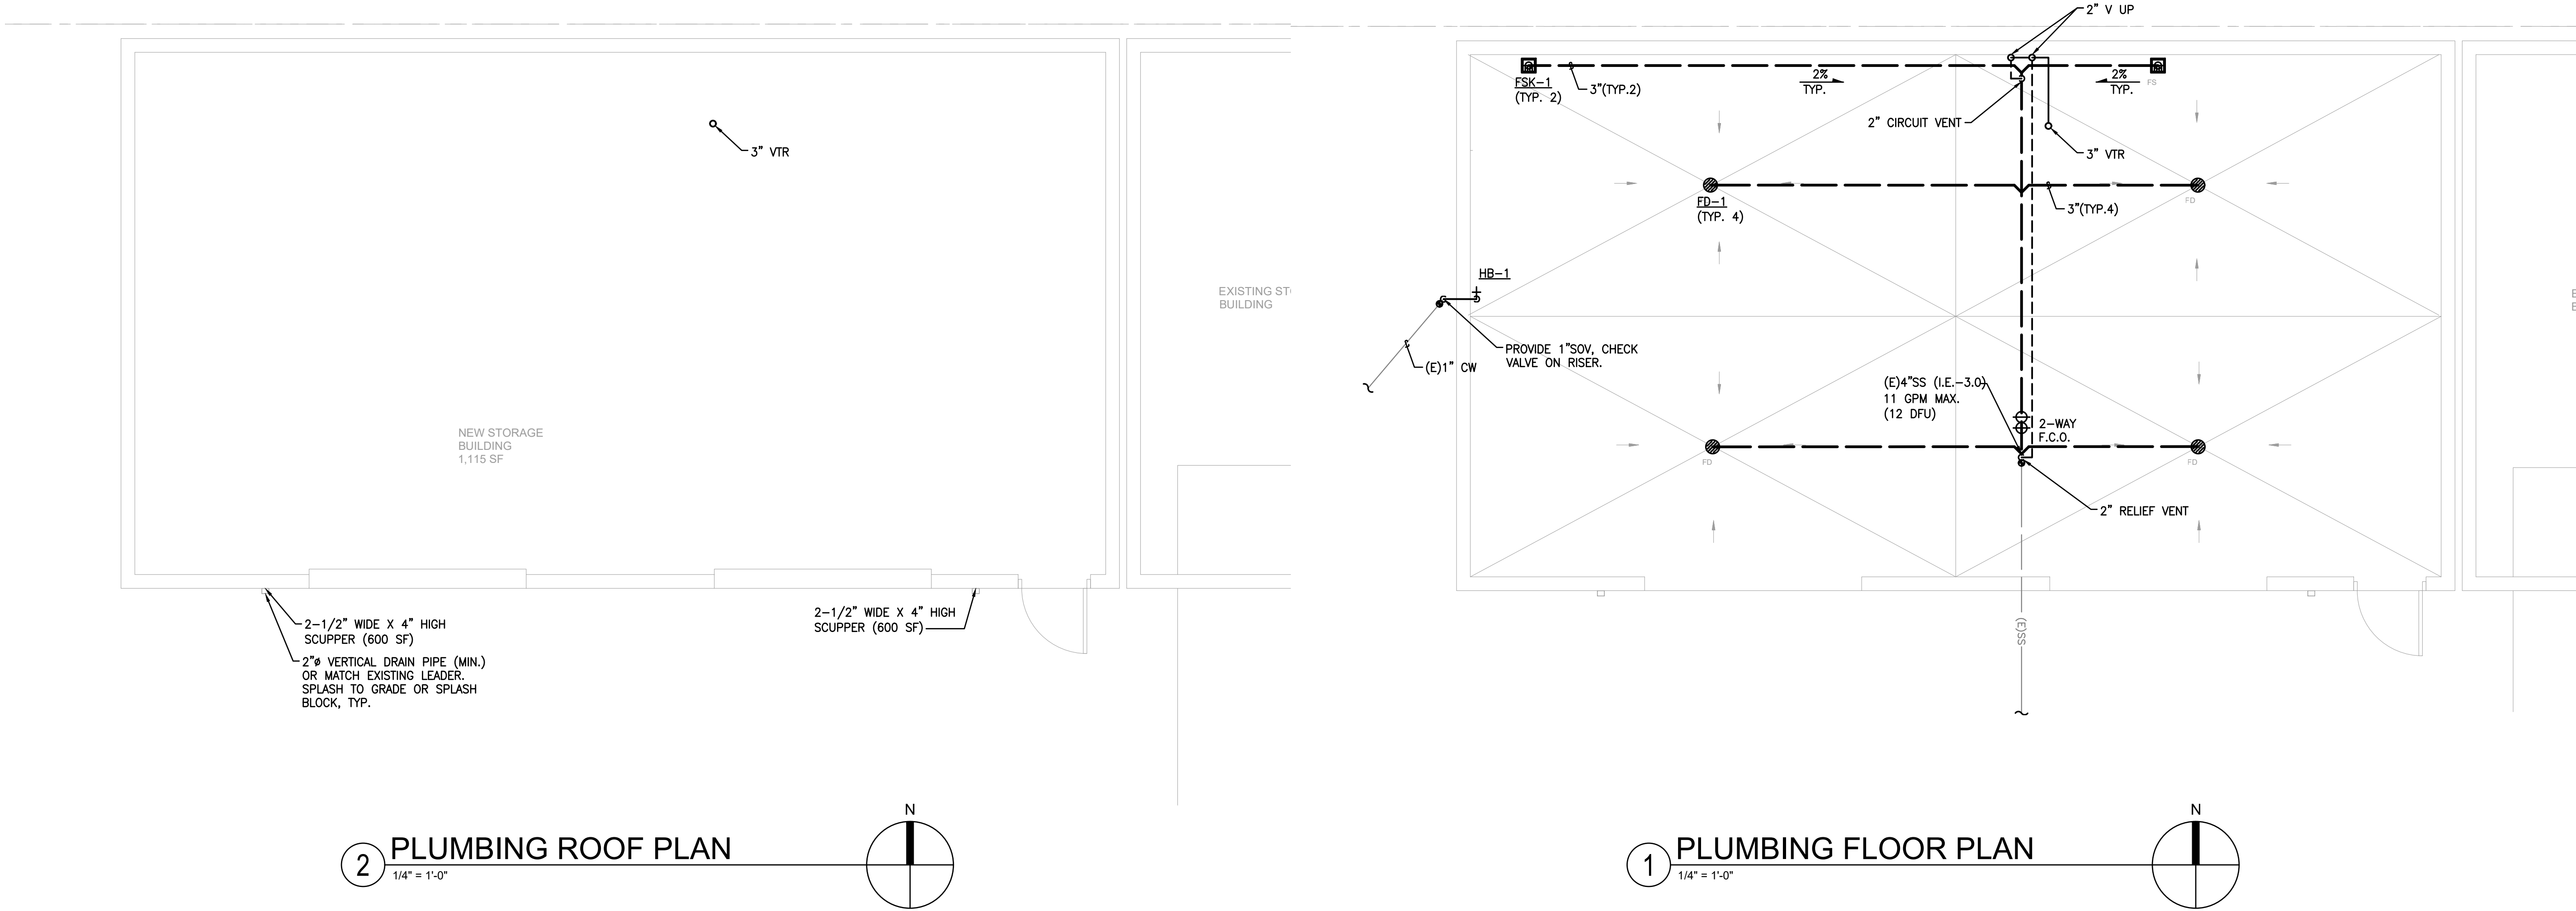 3" VTR
EXISTING ST
BUILDING
NEW STORAGE
BUILDING
1,115 SF
2-1/2" WIDE X 4" HIGH
SCUPPER (600 SF)
2"ø VERTICAL DRAIN PIPE (MIN.)
OR MATCH EXISTING LEADER.
SPLASH TO GRADE OR SPLASH
BLOCK, TYP.
2-1/2" WIDE X 4" HIGH
SCUPPER (600 SF)
2
PLUMBING ROOF PLAN
1/4" = 1'-0"
N
2" V UP
FSK-1
(TYP. 2)
3"(TYP.2)
2%
TYP.
2%
TYP.
FS
2" CIRCUIT VENT
3" VTR
FD-1
(TYP. 4)
3"(TYP.4)
FD
HB-1
PROVIDE 1"SOV, CHECK
VALVE ON RISER.
(E)1" CW
(E)4"SS (I.E.-3.0)
11 GPM MAX.
(12 DFU)
2-WAY
F.C.O.
FD
FD
2" RELIEF VENT
(E)SS
1
PLUMBING FLOOR PLAN
1/4" = 1'-0"
N